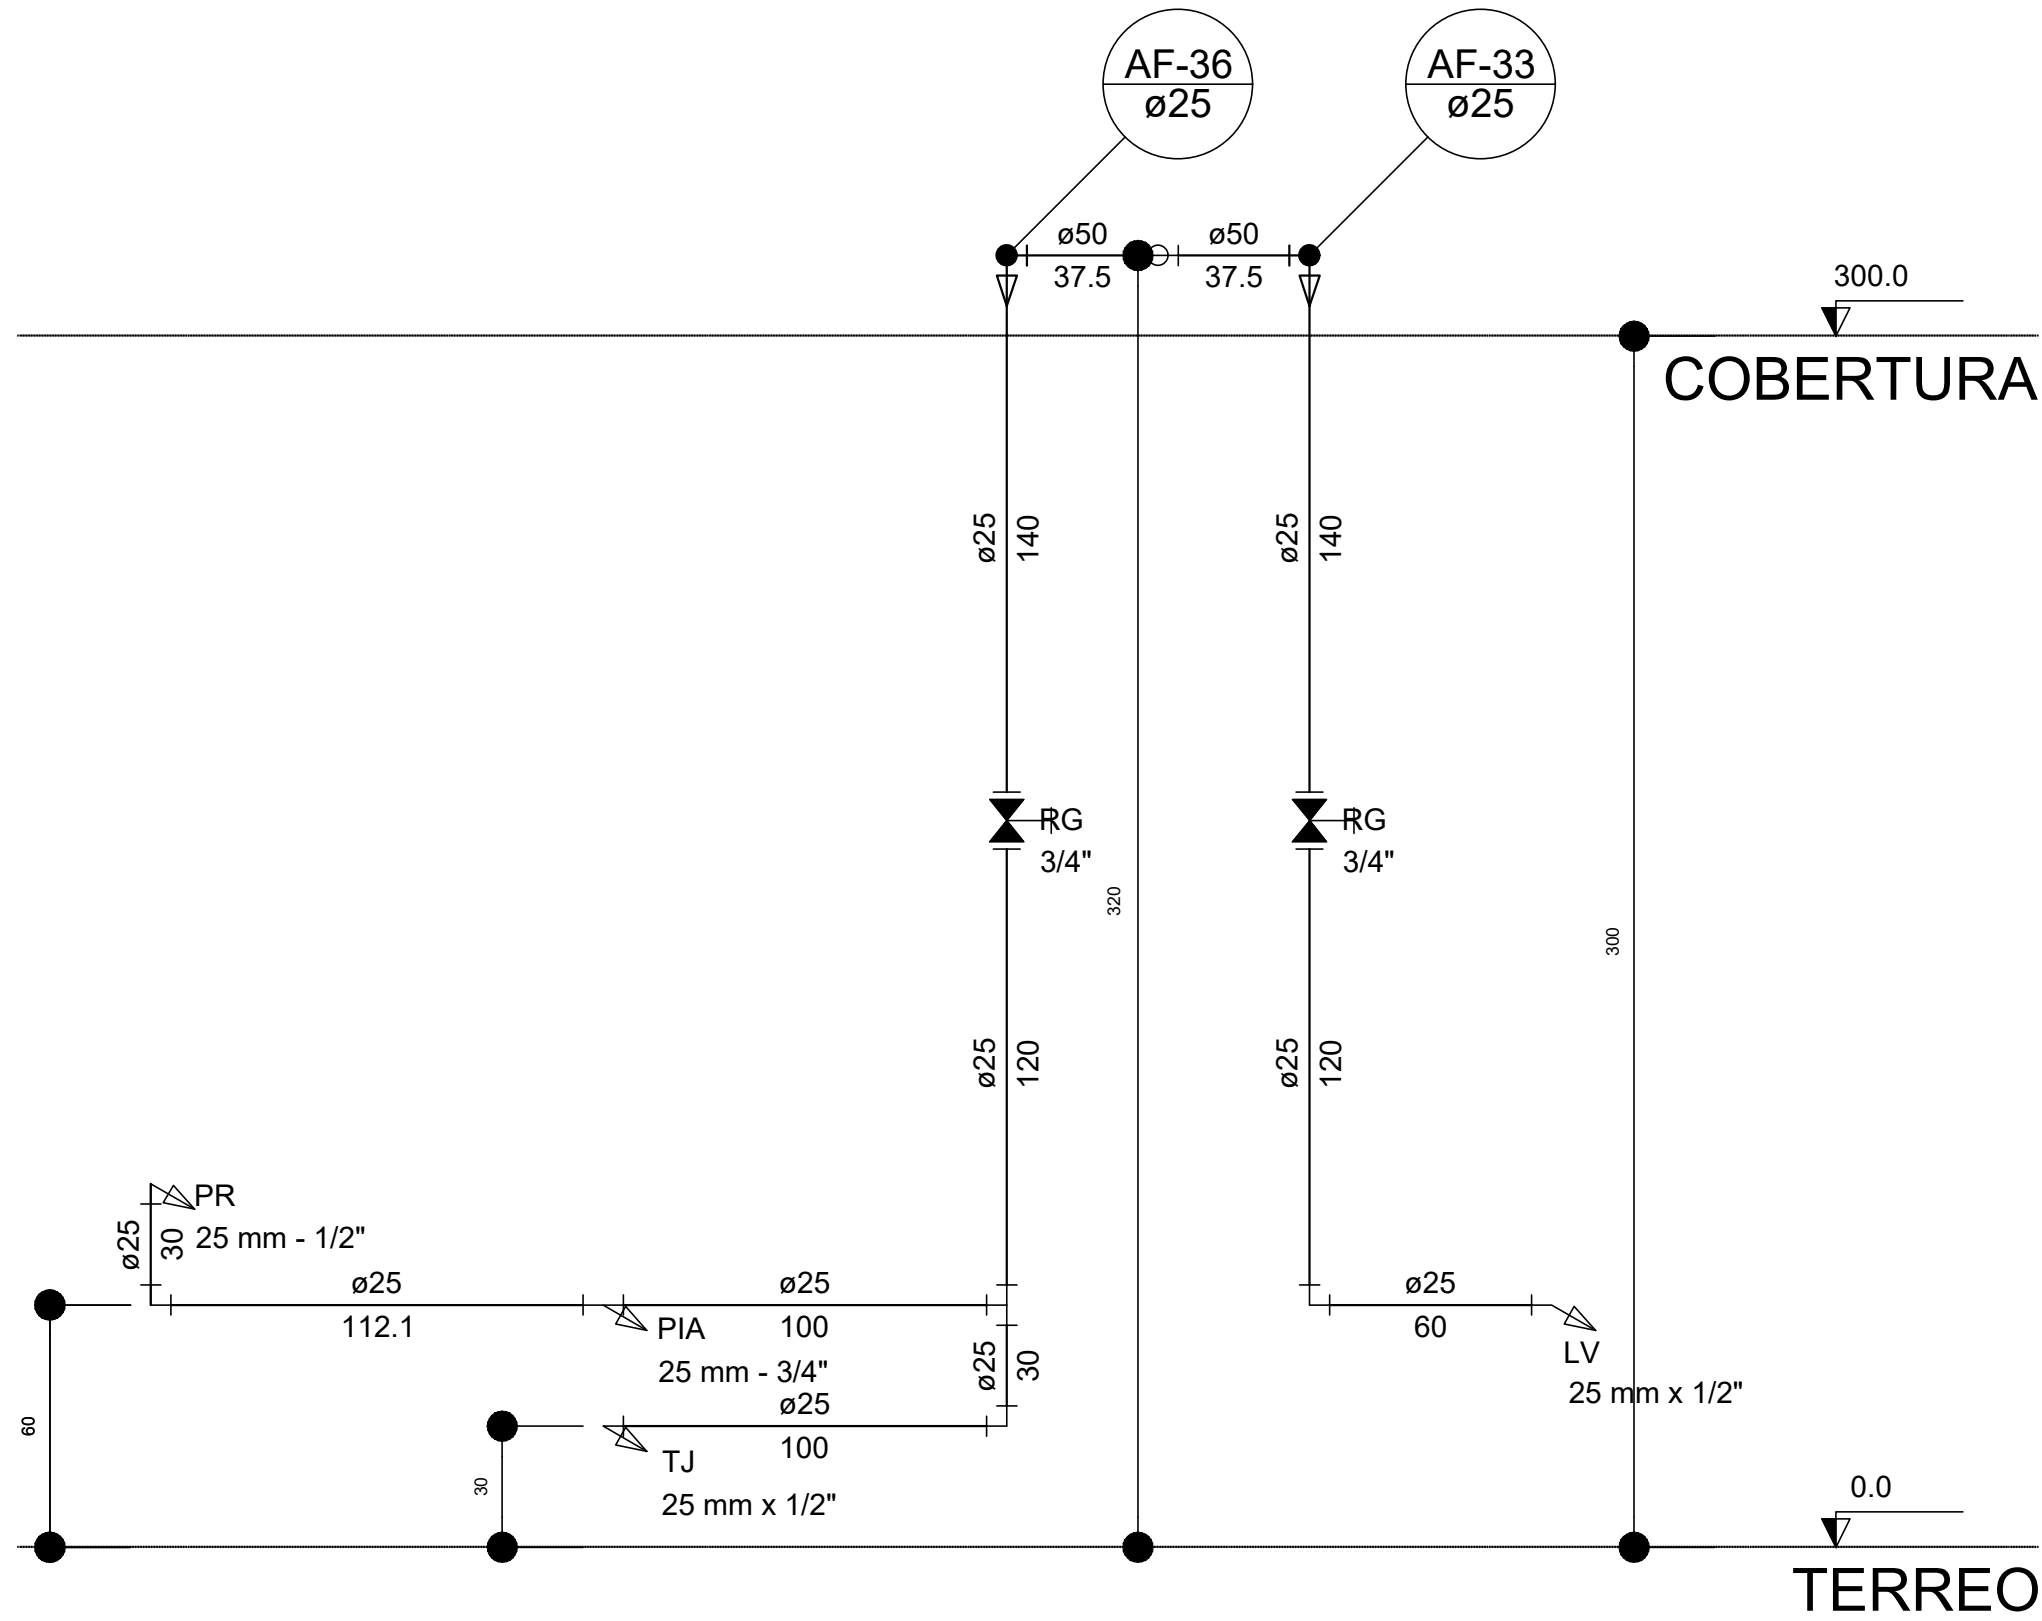 AF-36
ø25
AF-33
ø25
ø50
37.5
ø50
37.5
300.0
COBERTURA
ø25
140
ø25
140
RG
3/4"
RG
3/4"
320
300
ø25
120
ø25
120
PR
25 mm - 1/2"
ø25
30
ø25
112.1
ø25
100
PIA
25 mm - 3/4"
ø25
30
ø25
60
LV
25 mm x 1/2"
ø25
100
60
TJ
25 mm x 1/2"
30
0.0
TERREO